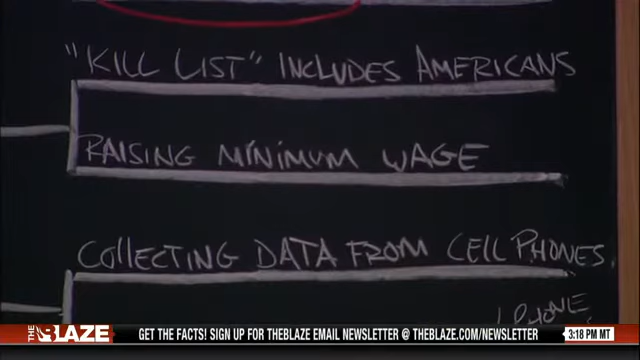 "KILL LIST" INCLUDES AMERICANS
RAISING MINIMUM WAGE
COLLECTING DATA FROM CELL PHONES.
PHONE
THE BLAZE
GET THE FACTS! SIGN UP FOR THEBLAZE EMAIL NEWSLETTER @ THEBLAZE.COM/NEWSLETTER
3:18 PM MT